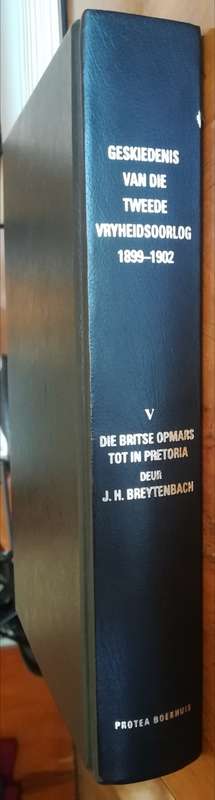 GESKIEDENIS
VAN DIE
TWEEDE
VRYHEIDSOORLOG
1899–1902
V
DIE BRITSE OPMARS
TOT IN PRETORIA
DEUR
J. H. BREYTENBACH
PROTEA BOEKHUIS